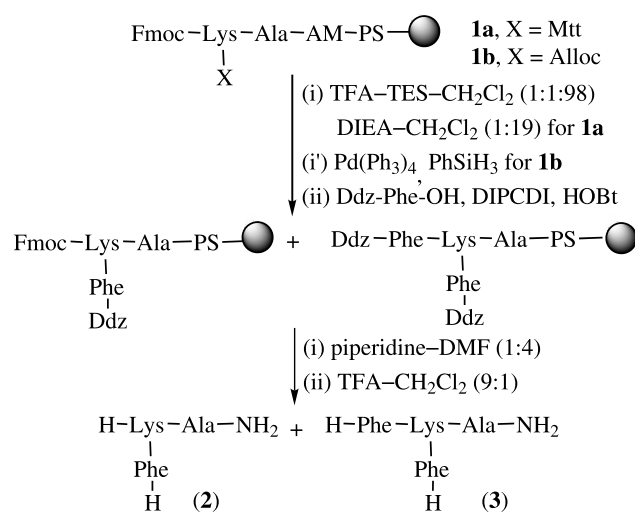 Fmoc–Lys–Ala–AM–PS– 1a, X = Mtt
X 1b, X = Alloc
(i) TFA–TES–CH2Cl2 (1:1:98)
DIEA–CH2Cl2 (1:19) for 1a
(i') Pd(Ph3)4, PhSiH3 for 1b
(ii) Ddz-Phe-OH, DIPCDI, HOBt
Fmoc–Lys–Ala–PS– + Ddz–Phe–Lys–Ala–PS–
Phe Phe
Ddz Ddz
(i) piperidine–DMF (1:4)
(ii) TFA–CH2Cl2 (9:1)
H–Lys–Ala–NH2 + H–Phe–Lys–Ala–NH2
Phe Phe
H (2) H (3)